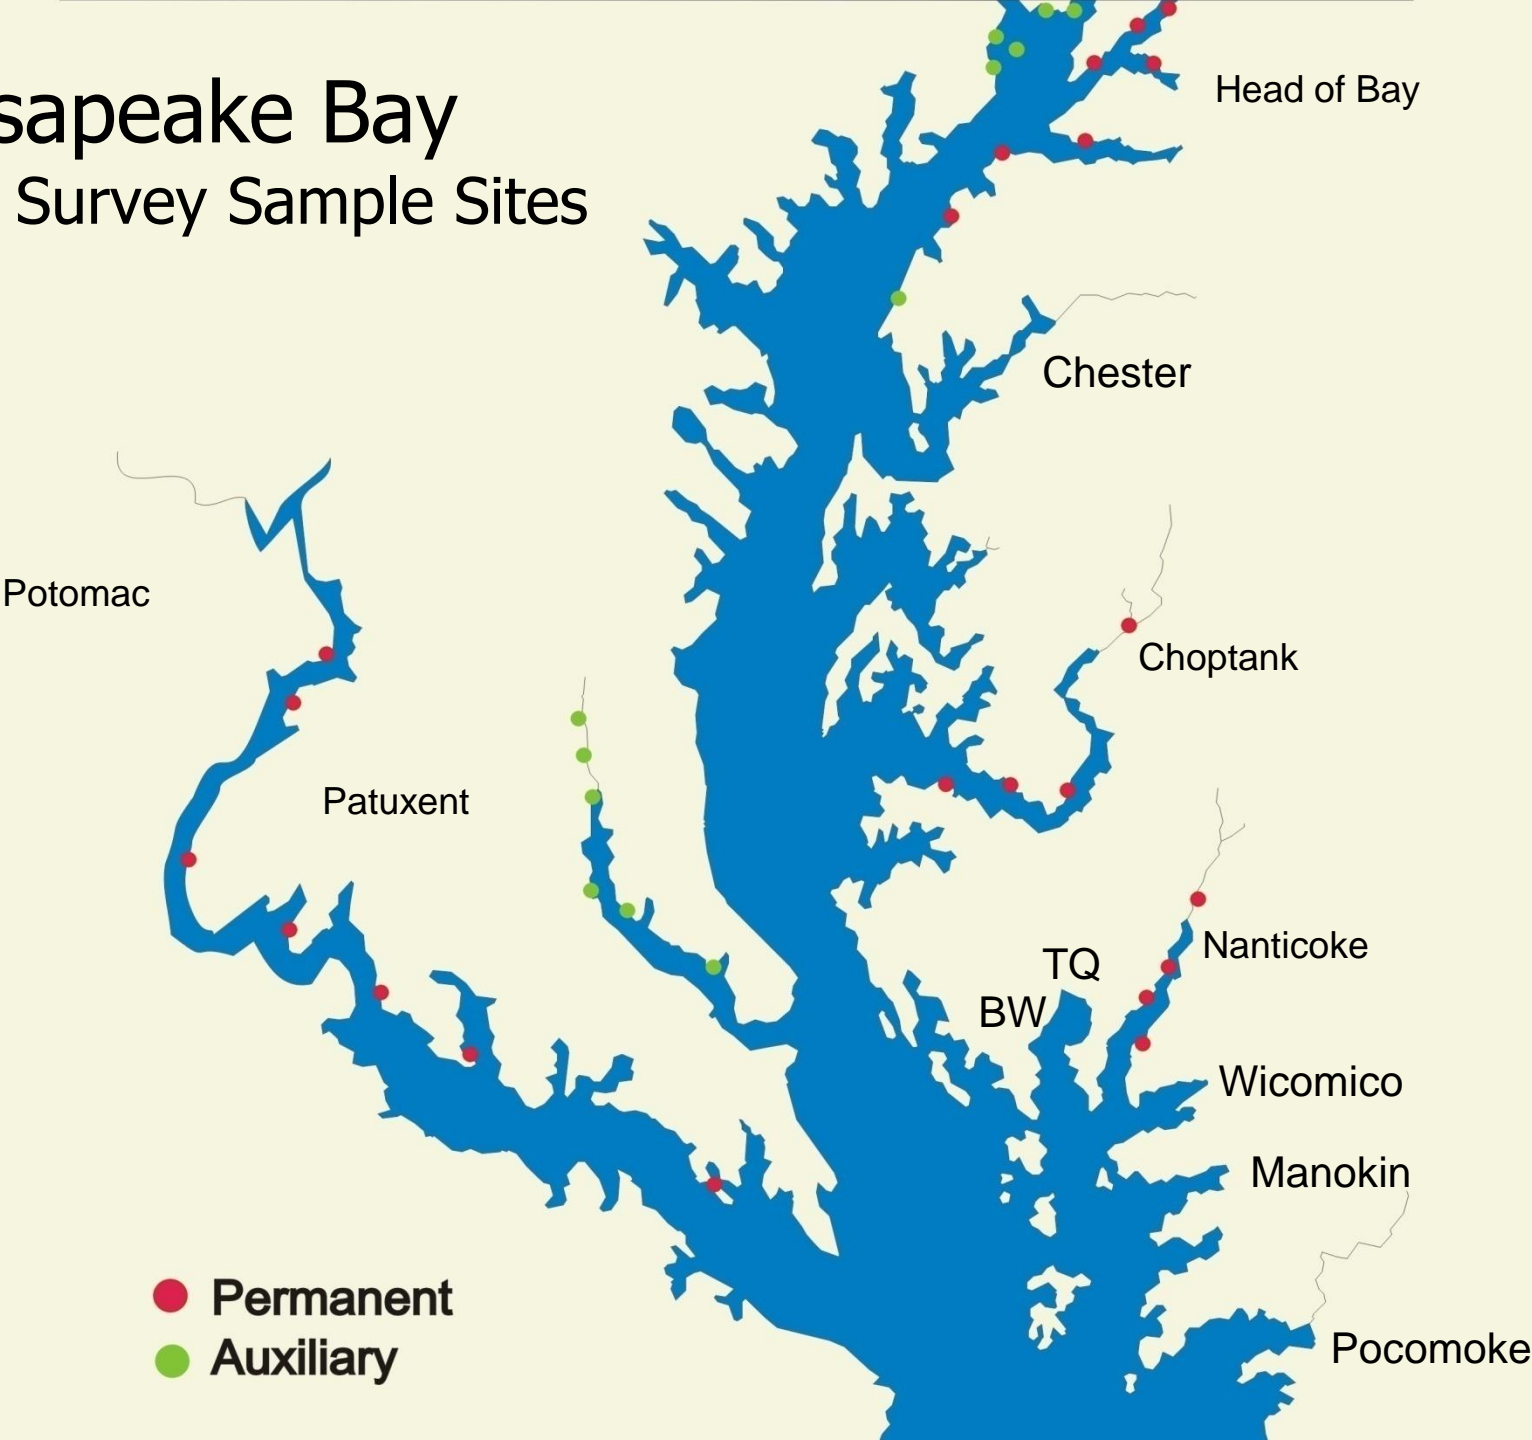 sapeake Bay
Survey Sample Sites
Head of Bay
Chester
Potomac
Choptank
Patuxent
Nanticoke
TQ
BW
Wicomico
Manokin
Permanent
Auxiliary
Pocomoke